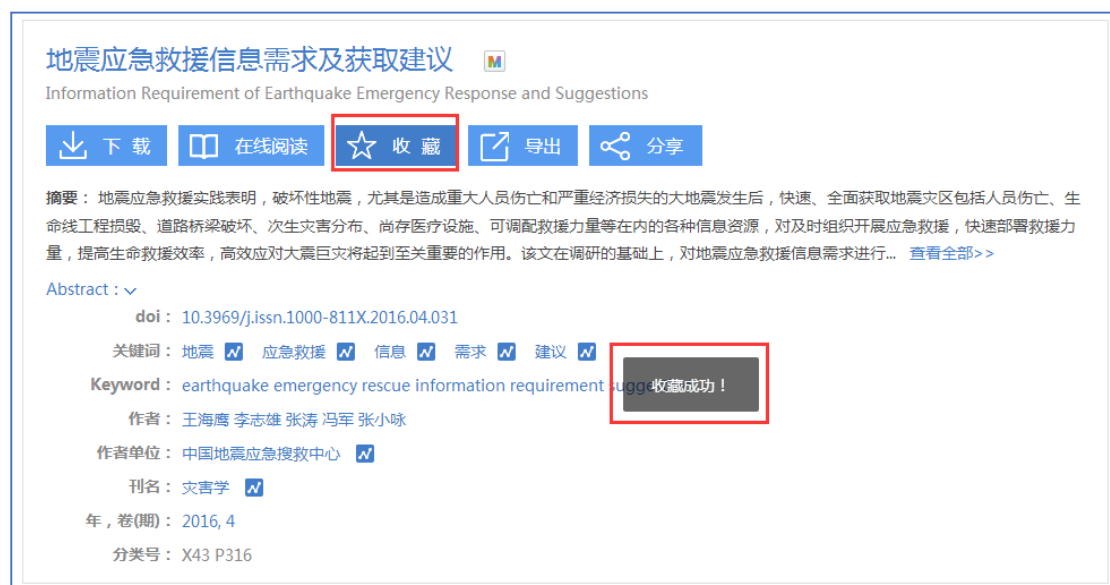 地震应急救援信息需求及获取建议 M
Information Requirement of Earthquake Emergency Response and Suggestions
下 载 在线阅读 收 藏 导出 分享
摘要： 地震应急救援实践表明，破坏性地震，尤其是造成重大人员伤亡和严重经济损失的大地震发生后，快速、全面获取地震灾区包括人员伤亡、生
命线工程损毁、道路桥梁破坏、次生灾害分布、尚存医疗设施、可调配救援力量等在内的各种信息资源，对及时组织开展应急救援，快速部署救援力
量，提高生命救援效率，高效应对大震巨灾将起到至关重要的作用。该文在调研的基础上，对地震应急救援信息需求进行... 查看全部>>
Abstract：
doi： 10.3969/j.issn.1000-811X.2016.04.031
关键词： 地震 应急救援 信息 需求 建议
Keyword： earthquake emergency rescue information requirement
收藏成功！
作者： 王海鹰 李志雄 张涛 冯军 张小咏
作者单位： 中国地震应急搜救中心
刊名： 灾害学
年，卷(期)： 2016, 4
分类号： X43 P316